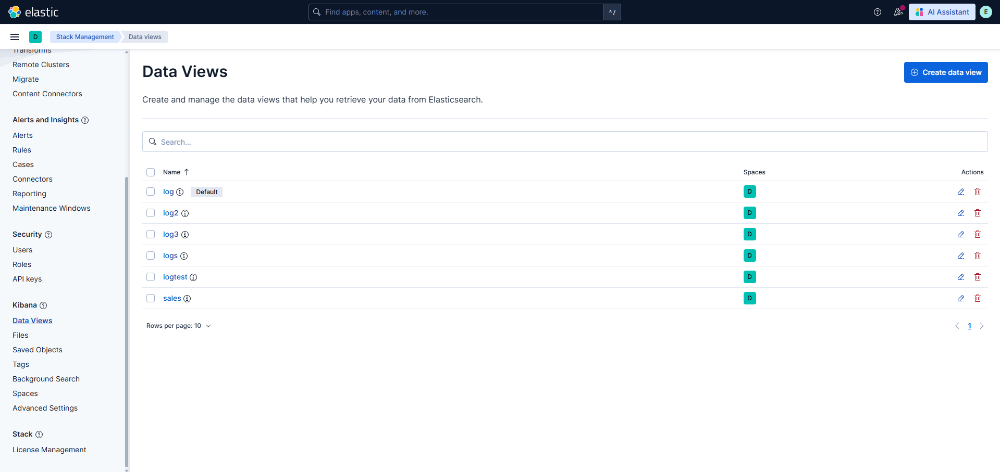 elastic
Find apps, content, and more.
^ /
AI Assistant
E
D
Stack Management
Data views
Transforms
Remote Clusters
Migrate
Content Connectors
Alerts and Insights
Alerts
Rules
Cases
Connectors
Reporting
Maintenance Windows
Security
Users
Roles
API keys
Kibana
Data Views
Files
Saved Objects
Tags
Background Search
Spaces
Advanced Settings
Stack
License Management
Data Views
Create data view
Create and manage the data views that help you retrieve your data from Elasticsearch.
Search...
Name Spaces Actions
log Default D
log2 D
log3 D
logs D
logtest D
sales D
Rows per page: 10
1